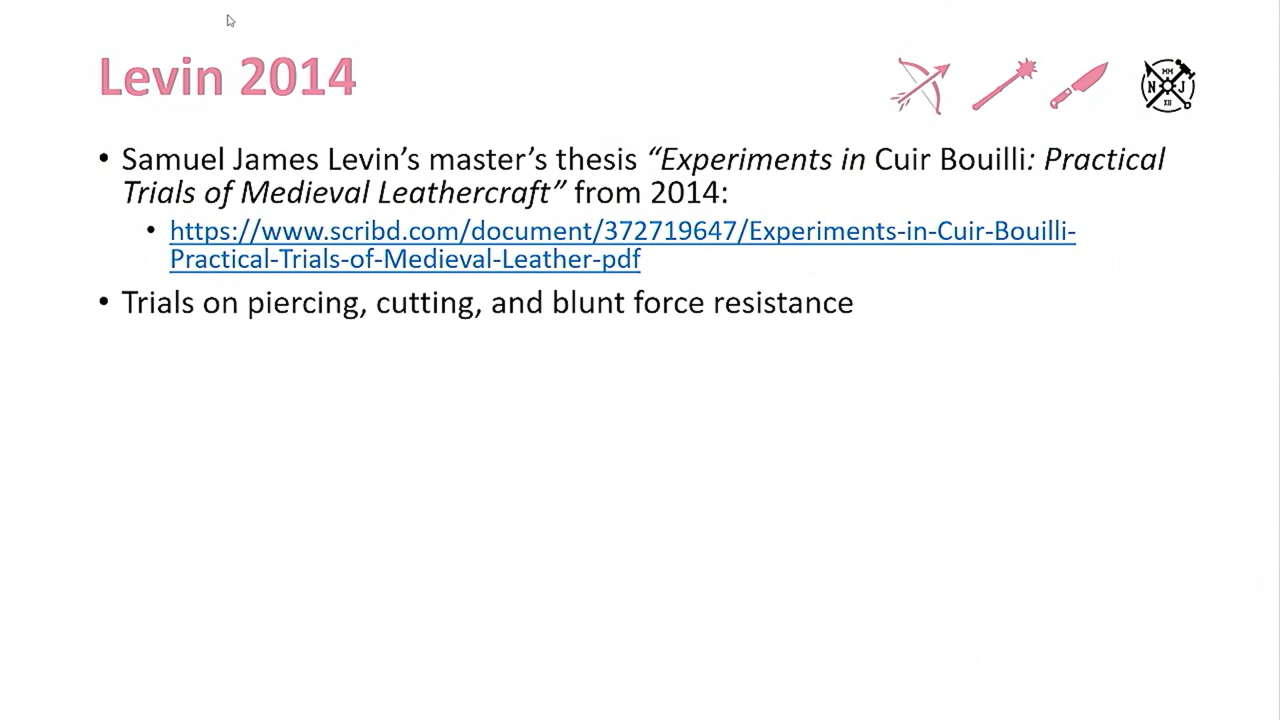 Levin 2014
MM
N J
XII
• Samuel James Levin’s master’s thesis “Experiments in Cuir Bouilli: Practical
Trials of Medieval Leathercraft” from 2014:
• https://www.scribd.com/document/372719647/Experiments-in-Cuir-Bouilli-
Practical-Trials-of-Medieval-Leather-pdf
• Trials on piercing, cutting, and blunt force resistance